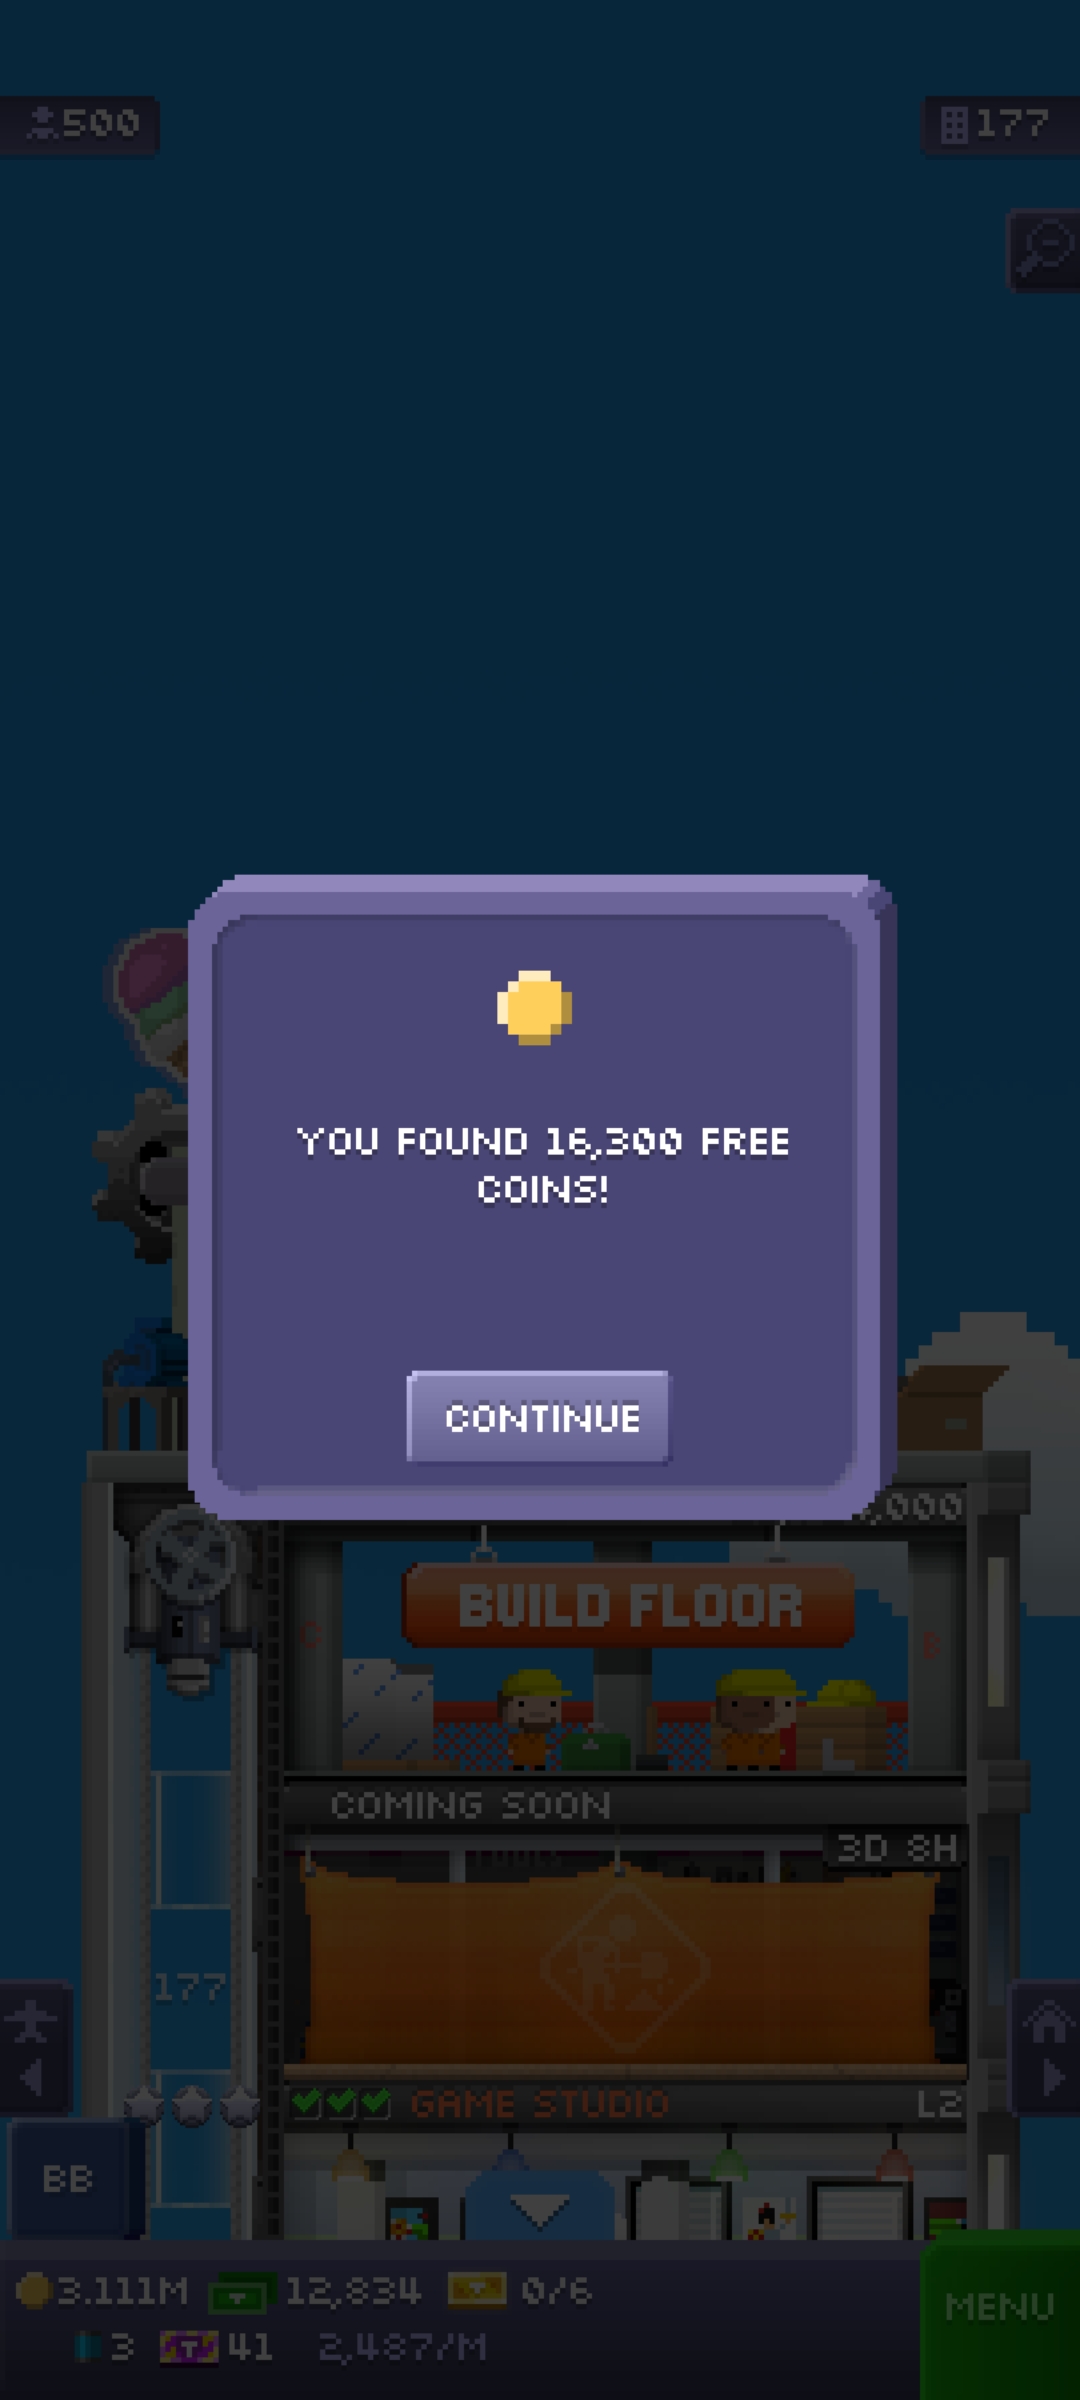 500
177
YOU FOUND 16,300 FREE
COINS!
CONTINUE
,000
BUILD FLOOR
C
B
L
COMING SOON
3D 8H
177
GAME STUDIO
L2
BB
3.111M
12,834
0/6
MENU
3
T
41
2,487/M